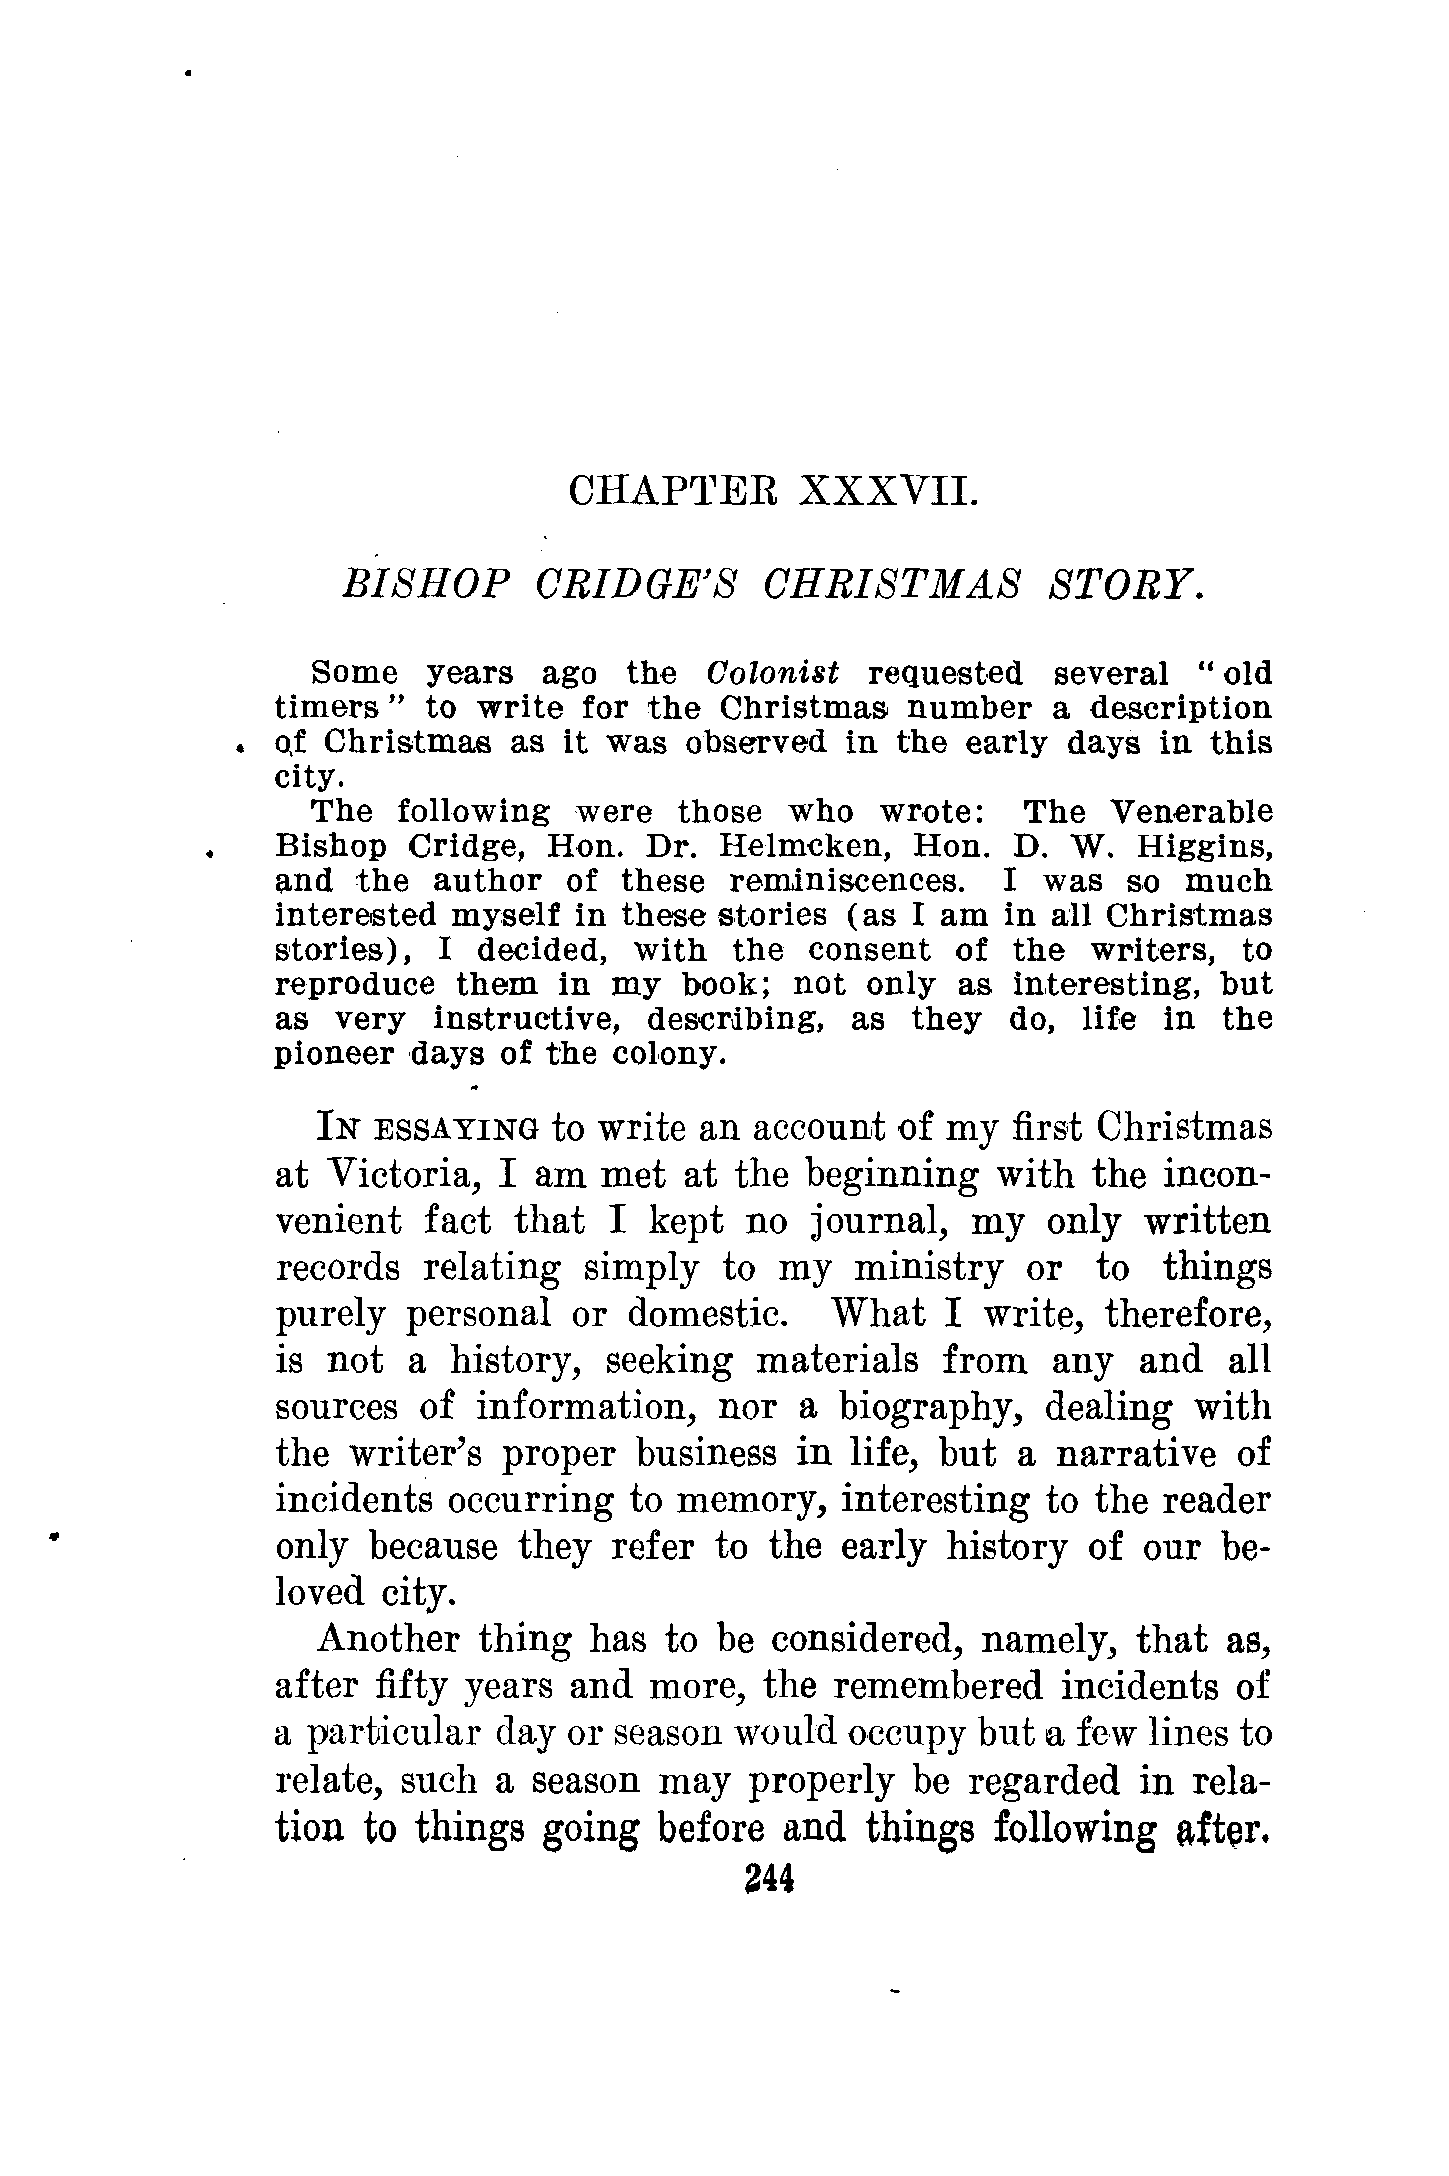 CHAPTER XXXVII.
BISHOP CRIDGE'S CHRISTMAS STORY.
Some years ago the Colonist requested several "old
timers" to write for the Christmas number a description
of Christmas as it was observed in the early days in this
city.
The following were those who wrote: The Venerable
Bishop Cridge, Hon. Dr. Helmcken, Hon. D. W. Higgins,
and the author of these reminiscences. I was so much
interested myself in these stories (as I am in all Christmas
stories), I decided, with the consent of the writers, to
reproduce them in my book; not only as interesting, but
as very instructive, describing, as they do, life in the
pioneer days of the colony.
IN ESSAYING to write an account of my first Christmas
at Victoria, I am met at the beginning with the incon-
venient fact that I kept no journal, my only written
records relating simply to my ministry or to things
purely personal or domestic. What I write, therefore,
is not a history, seeking materials from any and all
sources of information, nor a biography, dealing with
the writer's proper business in life, but a narrative of
incidents occurring to memory, interesting to the reader
only because they refer to the early history of our be-
loved city.
Another thing has to be considered, namely, that as,
after fifty years and more, the remembered incidents of
a particular day or season would occupy but a few lines to
relate, such a season may properly be regarded in rela-
tion to things going before and things following after.
244